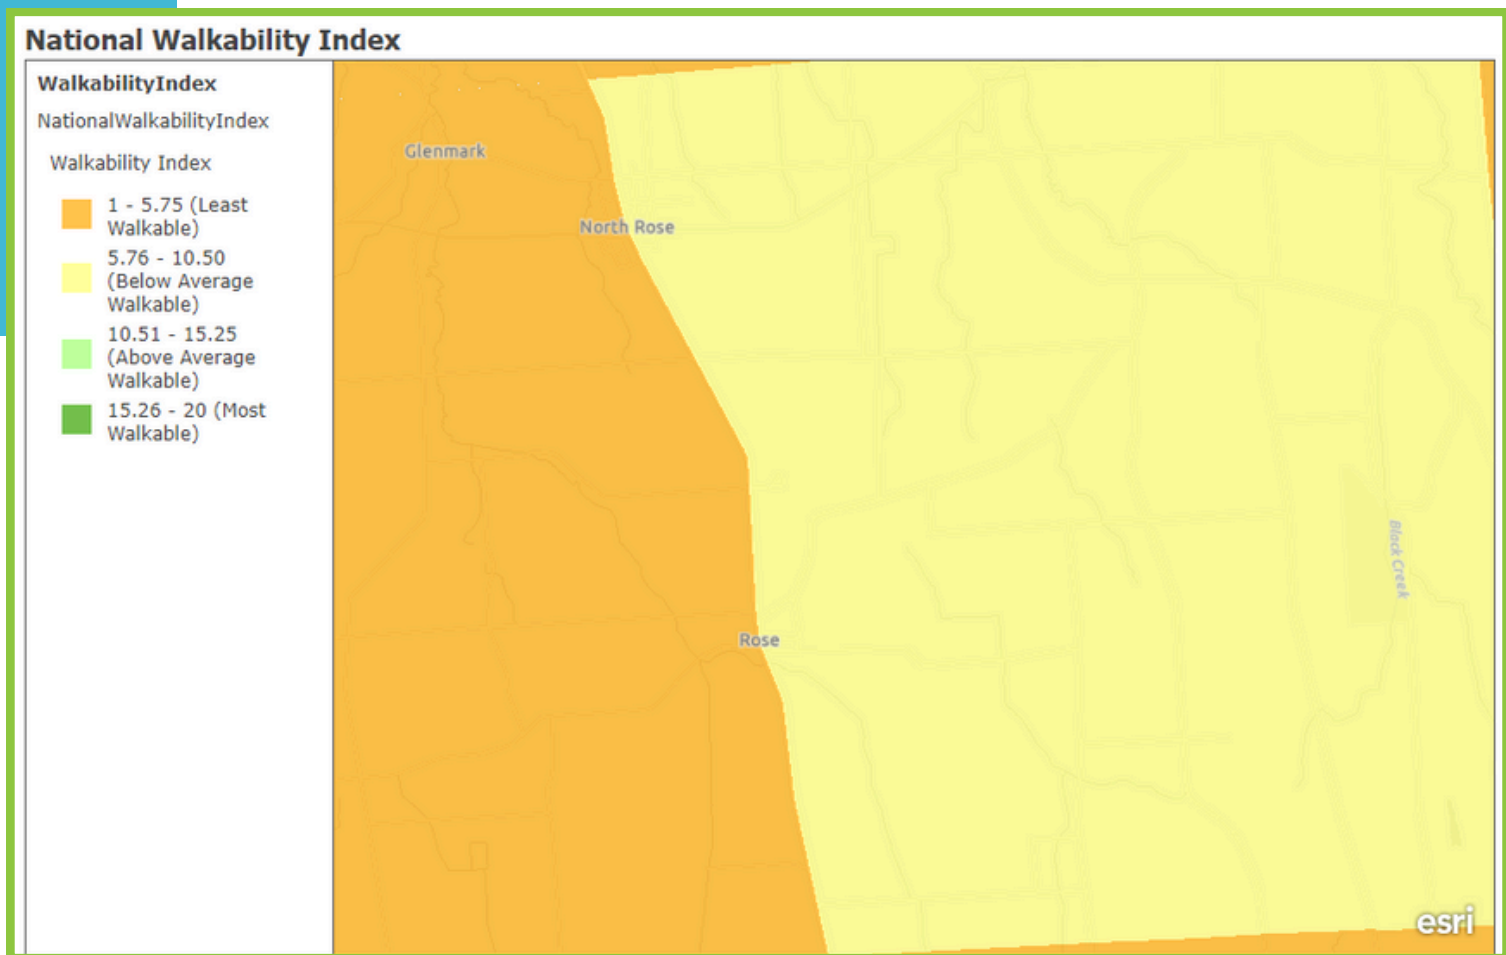 National Walkability Index
WalkabilityIndex
NationalWalkabilityIndex
Walkability Index
1 - 5.75 (Least
Walkable)
5.76 - 10.50
(Below Average
Walkable)
10.51 - 15.25
(Above Average
Walkable)
15.26 - 20 (Most
Walkable)
Glenmark
North Rose
Black Creek
Rose
esri